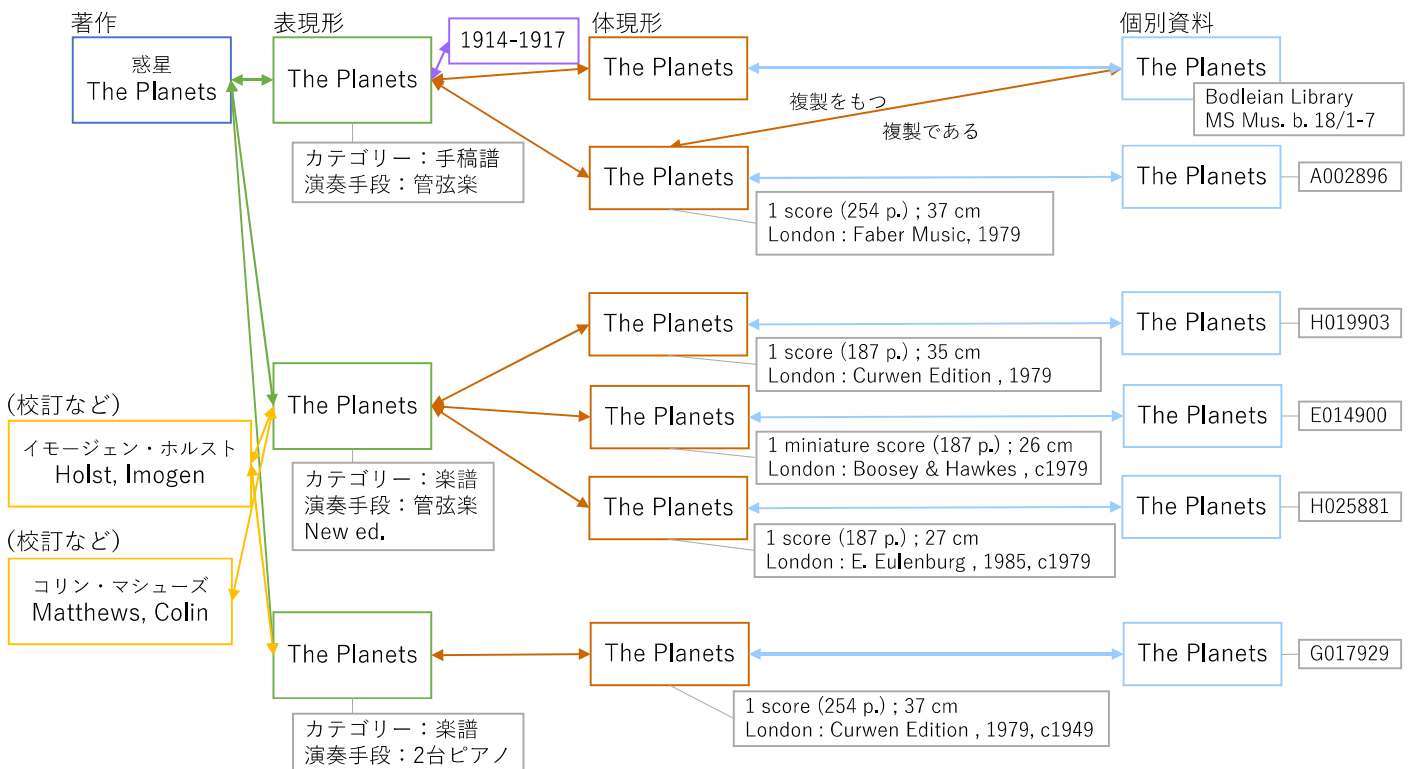 著作
表現形
体現形
個別資料
惑星
The Planets
The Planets
1914-1917
The Planets
The Planets
Bodleian Library
MS Mus. b. 18/1-7
複製をもつ
複製である
カテゴリー：手稿譜
演奏手段：管弦楽
The Planets
The Planets
A002896
1 score (254 p.) ; 37 cm
London : Faber Music, 1979
The Planets
The Planets
H019903
1 score (187 p.) ; 35 cm
London : Curwen Edition , 1979
(校訂など)
イモージェン・ホルスト
Holst, Imogen
The Planets
カテゴリー：楽譜
演奏手段：管弦楽
New ed.
The Planets
The Planets
E014900
1 miniature score (187 p.) ; 26 cm
London : Boosey & Hawkes , c1979
The Planets
The Planets
H025881
1 score (187 p.) ; 27 cm
London : E. Eulenburg , 1985, c1979
(校訂など)
コリン・マシューズ
Matthews, Colin
The Planets
カテゴリー：楽譜
演奏手段：2台ピアノ
The Planets
The Planets
G017929
1 score (254 p.) ; 37 cm
London : Curwen Edition , 1979, c1949